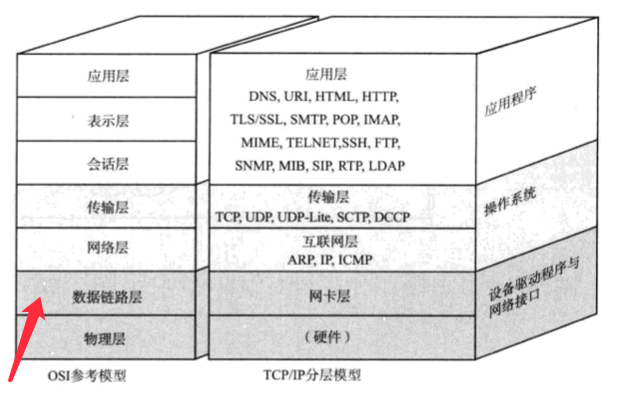 应用层
表示层
会话层
传输层
网络层
数据链路层
物理层
OSI参考模型
应用层
DNS, URI, HTML, HTTP,
TLS/SSL, SMTP, POP, IMAP,
MIME, TELNET,SSH, FTP,
SNMP, MIB, SIP, RTP, LDAP
传输层
TCP, UDP, UDP-Lite, SCTP, DCCP
互联网层
ARP, IP, ICMP
网卡层
（硬件）
TCP/IP分层模型
应用程序
操作系统
设备驱动程序与
网络接口